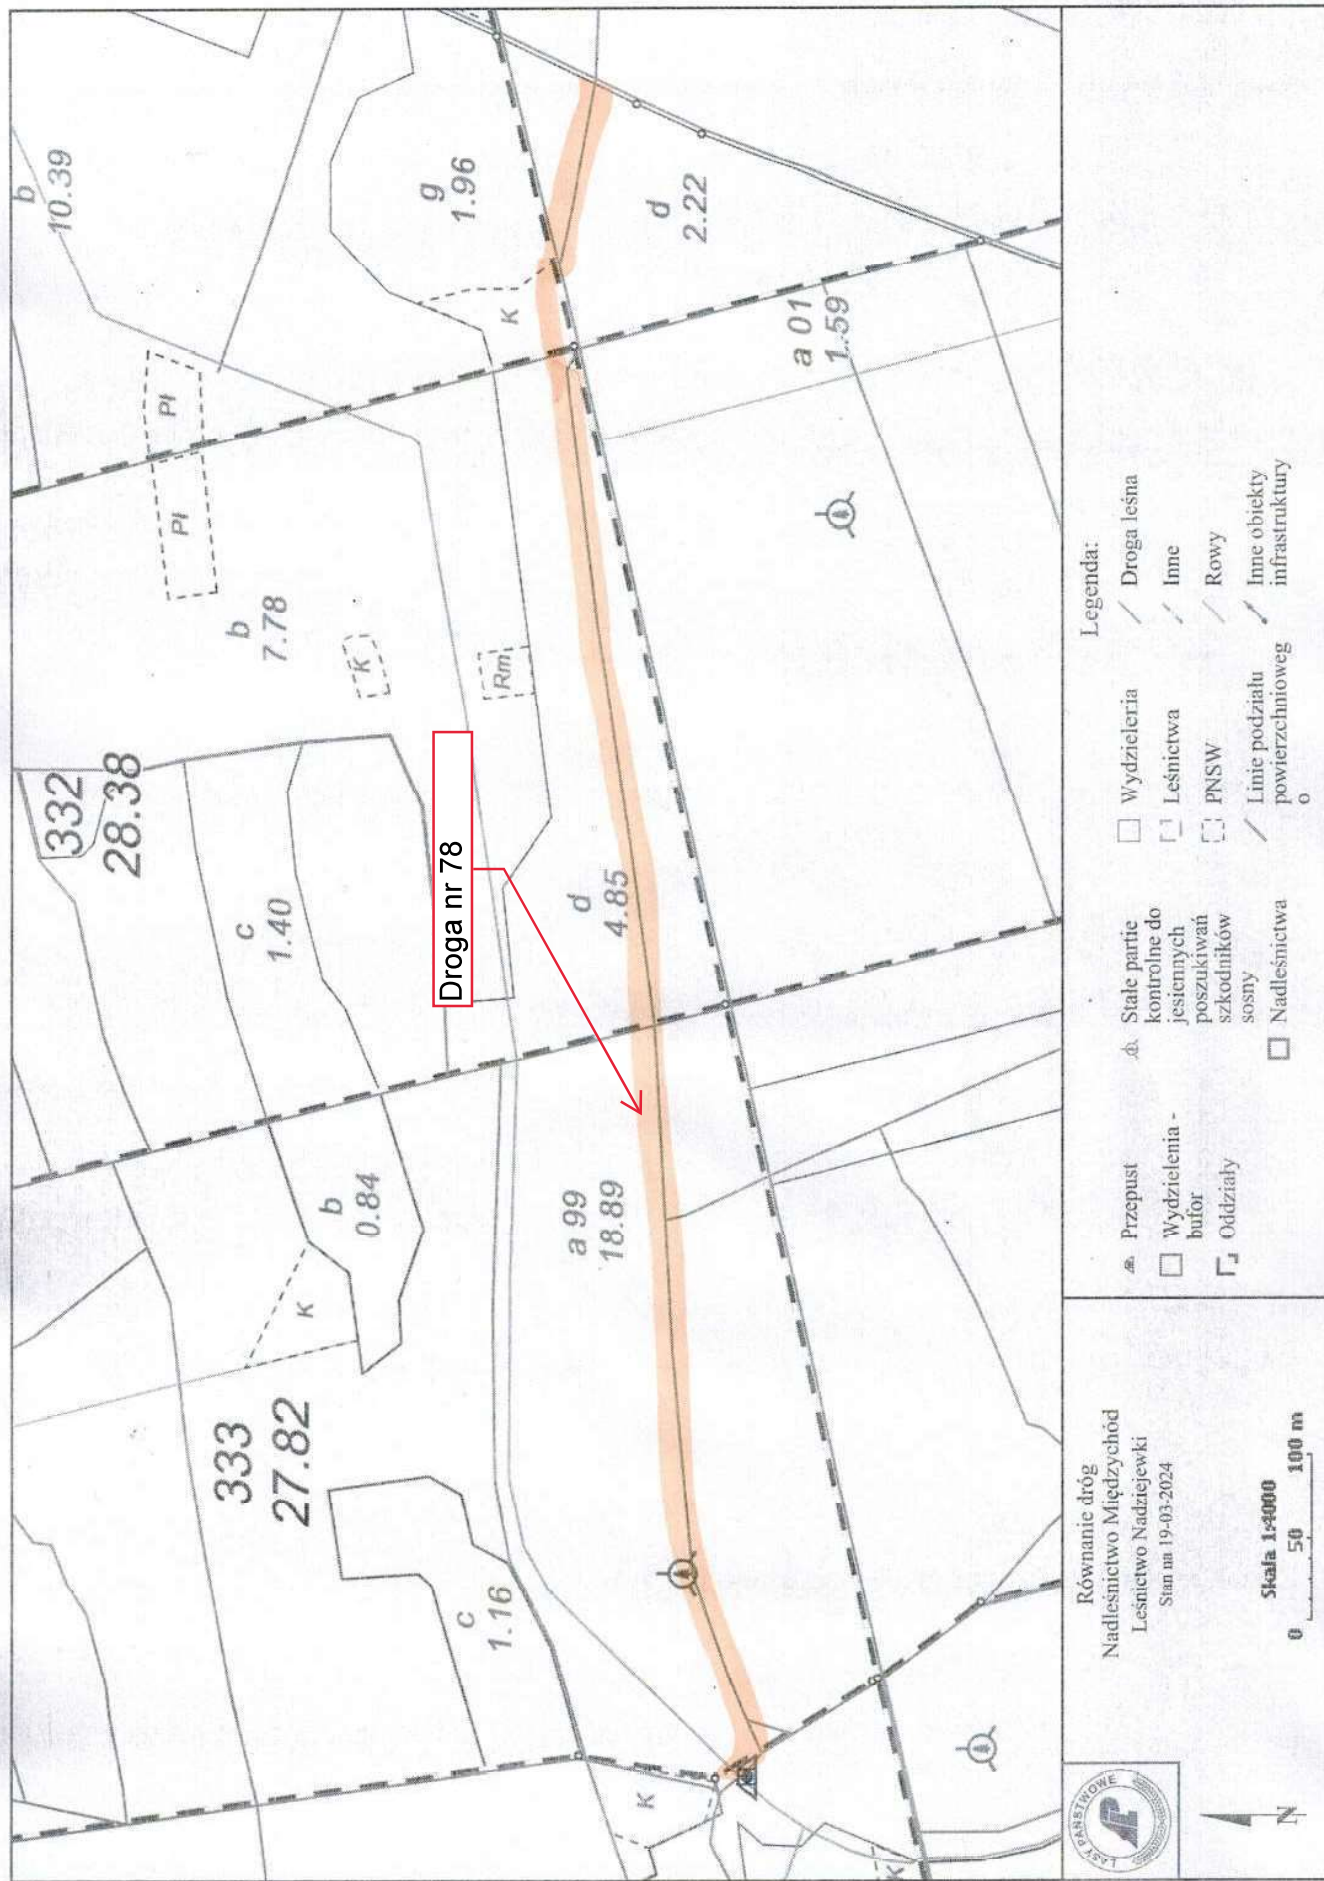 b
10.39
g
1.96
d
2.22
K
a 01
1.59
Pł
Pł
b
7.78
K
Rm
332
28.38
c
1.40
Droga nr 78
d
4.85
b
0.84
K
a 99
18.89
333
27.82
c
1.16
K
K
LASY PAŃSTWOWE
N
Równanie dróg
Nadleśnictwo Międzychód
Leśnictwo Nadziejewki
Stan na 19-03-2024
Skala 1:4000
0 50 100 m
Legenda:
Przepust
Wydzielenia -
bufor
Oddziały
Stałe partie
kontrolne do
jesiennych
poszukiwań
szkodników
sosny
Nadleśnictwa
Wydzieleria
Leśnictwa
PNSW
Linie podziału
powierzchnioweg
o
Droga leśna
Inne
Rowy
Inne obiekty
infrastruktury